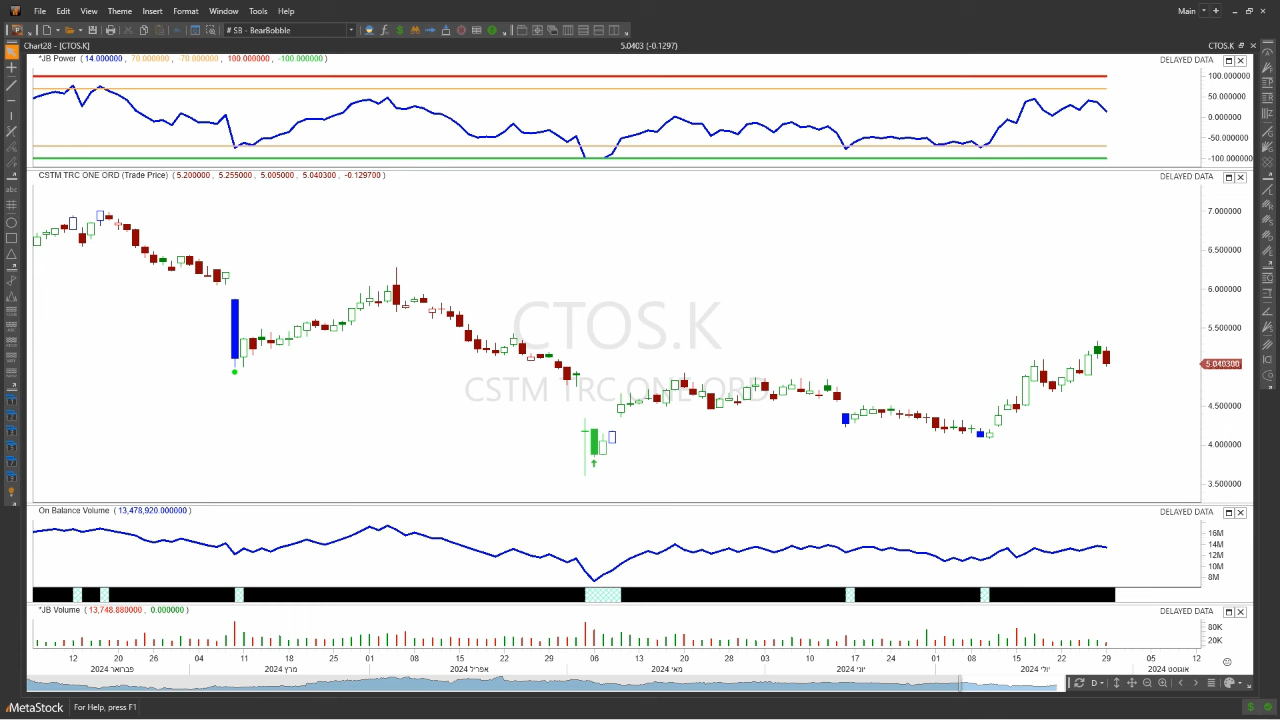 File Edit View Theme Insert Format Window Tools Help Main
# SB - BearBobble
Chart28 - [CTOS.K] 5.0403 (-0.1297) CTOS.K
*JB Power (14.000000, 70.000000, -70.000000, 100.000000, -100.000000) DELAYED DATA
100.000000
50.00000
0.000000
-50.00000
-100.0000
CSTM TRC ONE ORD (Trade Price) (5.200000, 5.255000, 5.005000, 5.040300, -0.129700) DELAYED DATA
7.000000
6.500000
6.000000
5.500000
CTOS.K
5.040300
CSTM TRC ONE ORD
4.500000
4.000000
3.500000
On Balance Volume (13,478,920.000000) DELAYED DATA
16M
14M
12M
10M
8M
*JB Volume (13,748.880000, 0.000000) DELAYED DATA
80K
20K
12 20 26 04 11 18 25 01 08 15 22 29 06 13 20 28 03 10 17 24 01 08 15 22 29 05 12
פברואר 2024 מרץ 2024 אפריל 2024 מאי 2024 יוני 2024 יולי 2024 אוגוסט 2024
D
MetaStock For Help, press F1